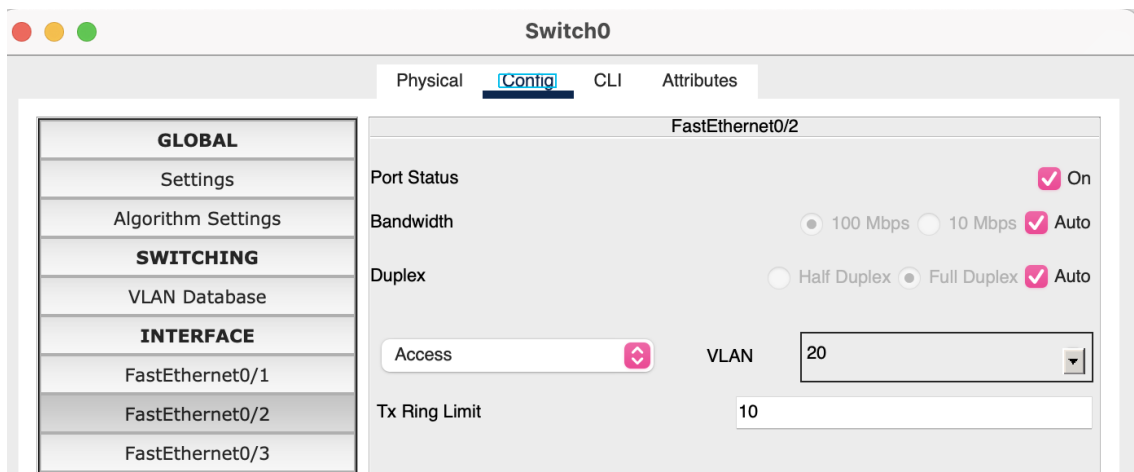 Switch0
Physical Config CLI Attributes
GLOBAL
Settings
Algorithm Settings
SWITCHING
VLAN Database
INTERFACE
FastEthernet0/1
FastEthernet0/2
FastEthernet0/3
FastEthernet0/2
Port Status On
Bandwidth 100 Mbps 10 Mbps Auto
Duplex Half Duplex Full Duplex Auto
Access VLAN 20
Tx Ring Limit 10